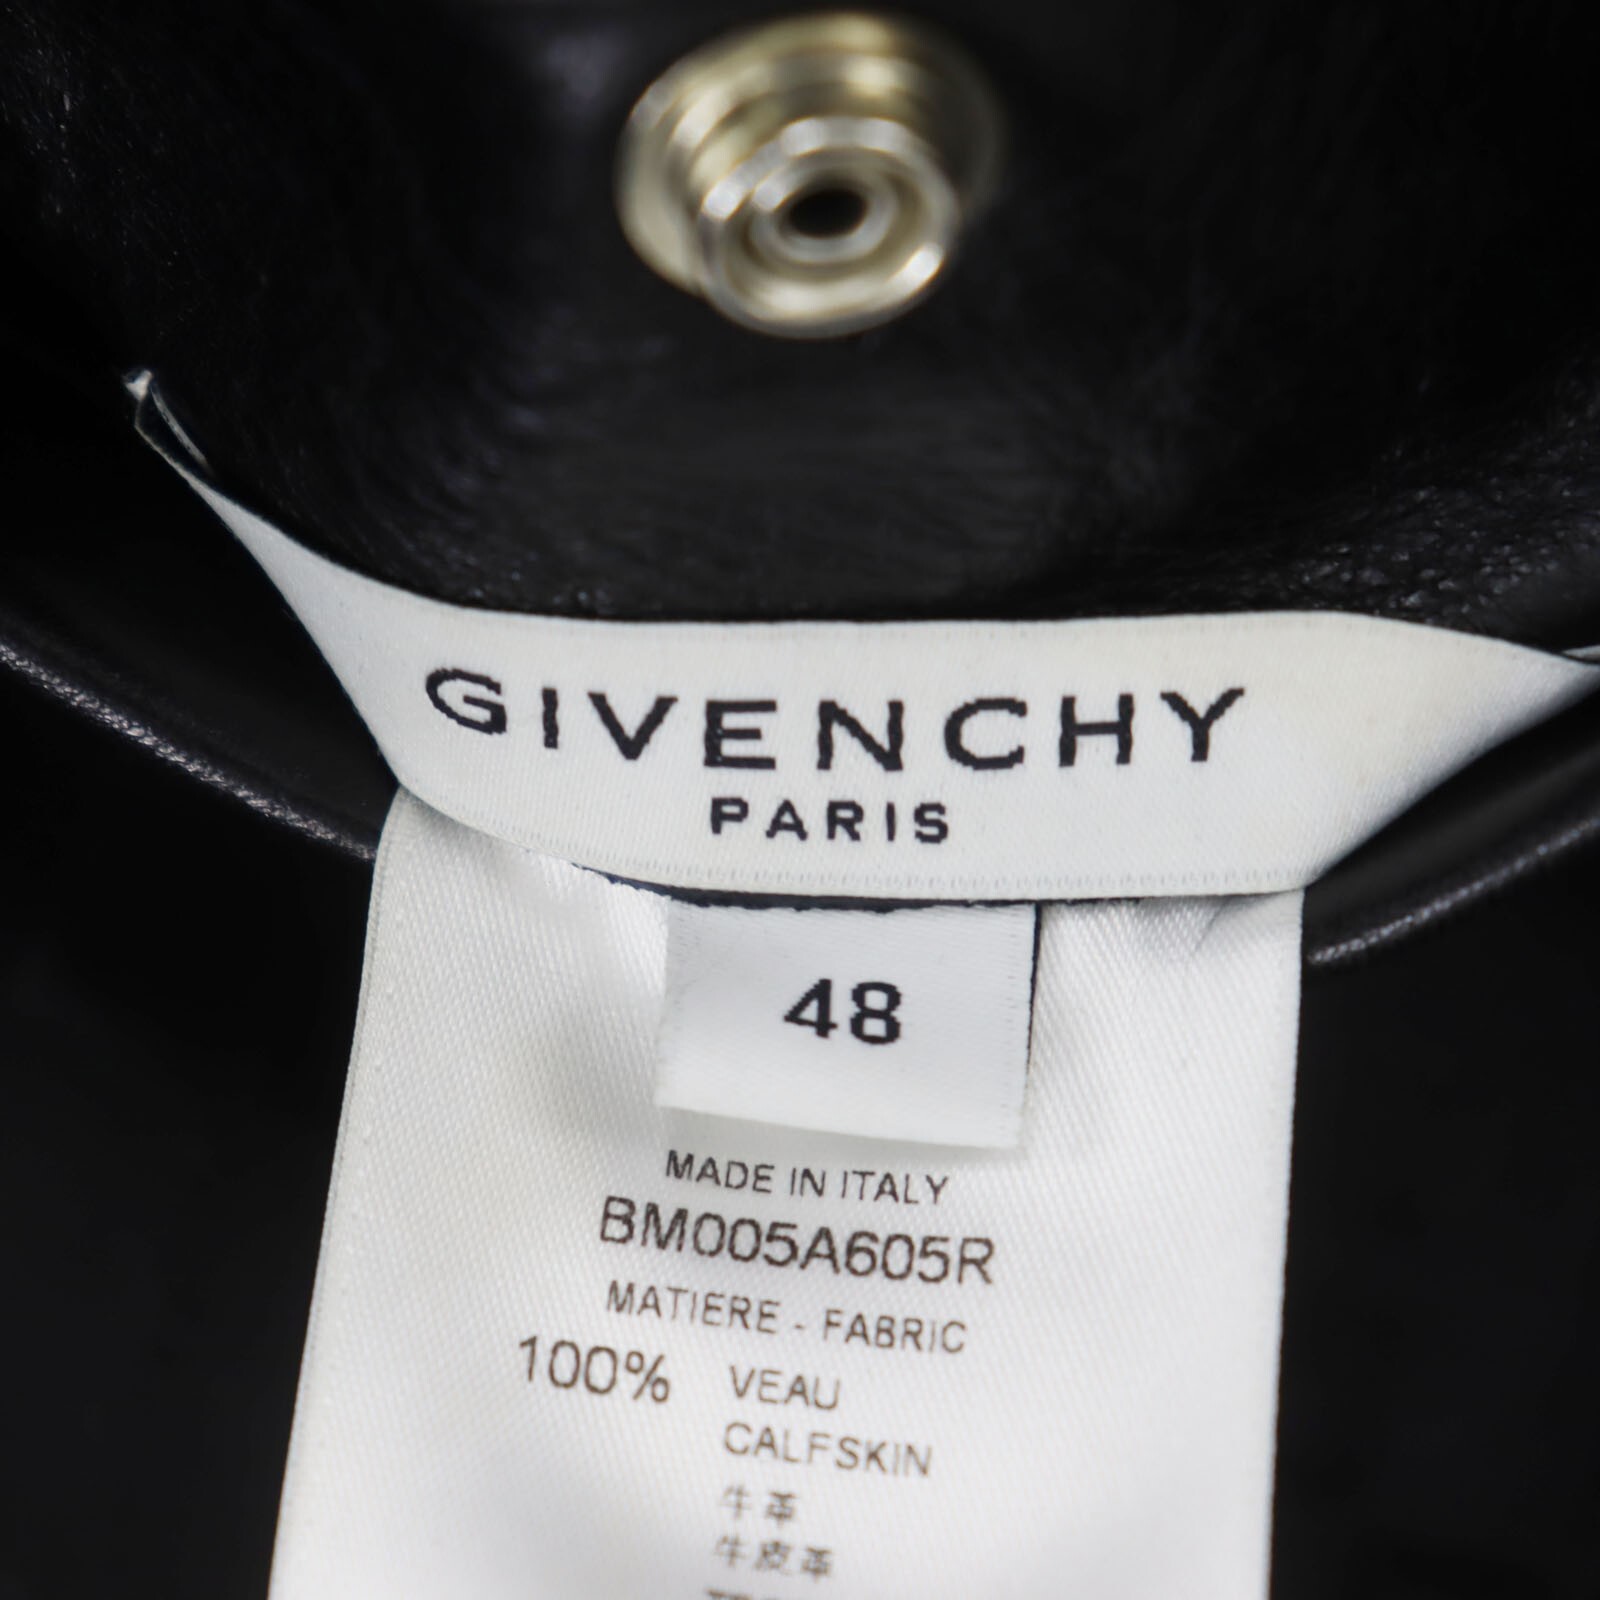 GIVENCHY
PARIS
48
MADE IN ITALY
BM005A605R
MATIERE - FABRIC
100% VEAU
CALFSKIN
牛革
牛皮革